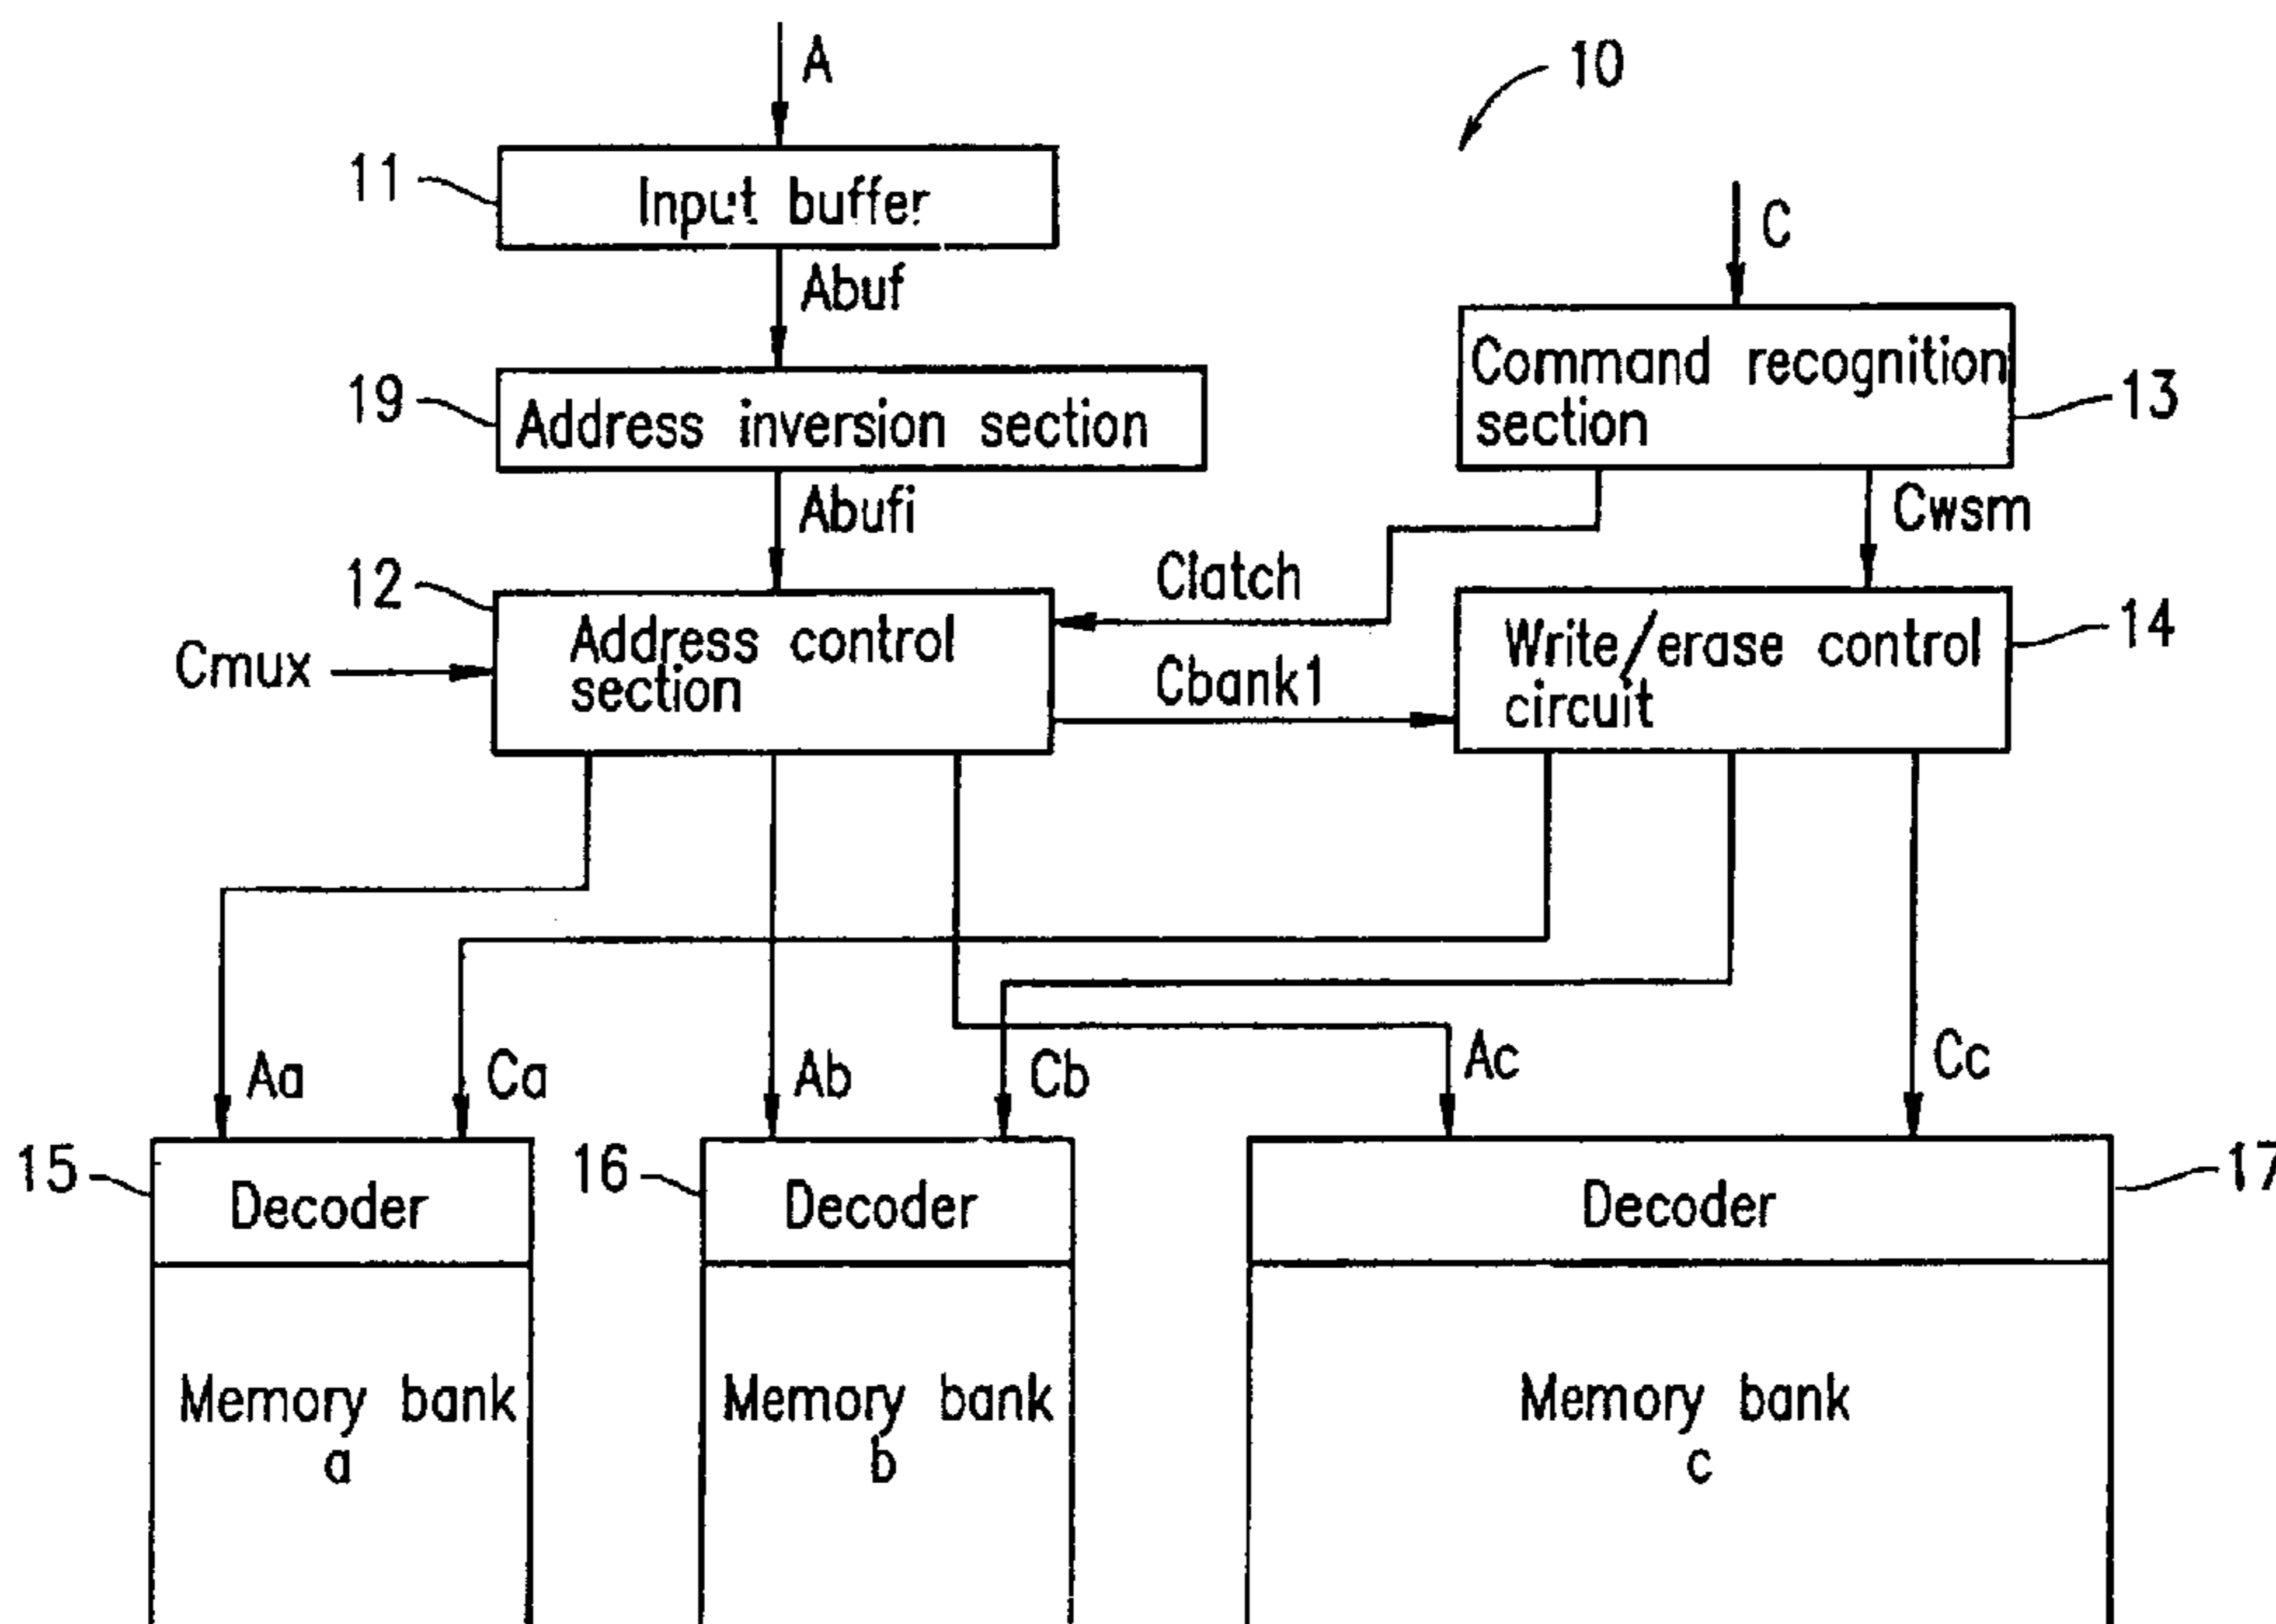 A
10
11
Input buffer
C
Abuf
Command recognition
section
13
19
Address inversion section
Abufi
Cwsm
12
Clatch
Address control
section
Write/erase control
circuit
14
Cmux
Cbank1
Aa
Ca
Ab
Cb
Ac
Cc
15
Decoder
16
Decoder
Decoder
17
Memory bank
a
Memory bank
b
Memory bank
c